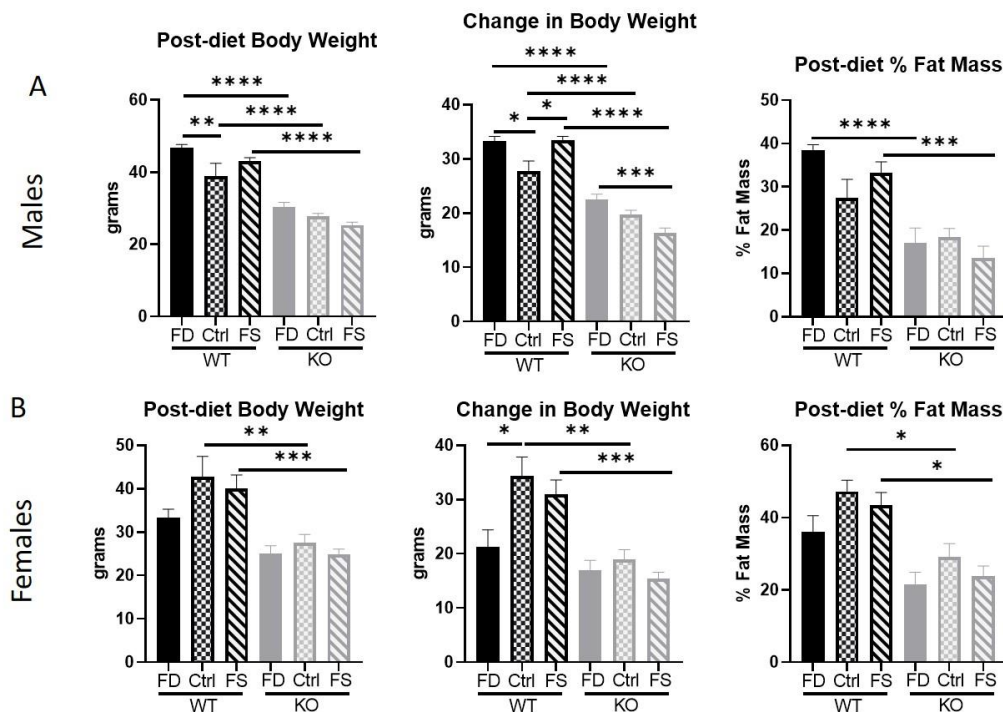 A
Males
Post-diet Body Weight
grams
60
40
20
0
****
**
****
****
FD Ctrl FS FD Ctrl FS
WT KO
Change in Body Weight
grams
40
30
20
10
0
****
****
*
*
****
***
FD Ctrl FS FD Ctrl FS
WT KO
Post-diet % Fat Mass
% Fat Mass
50
40
30
20
10
0
****
***
FD Ctrl FS FD Ctrl FS
WT KO
B
Females
Post-diet Body Weight
grams
50
40
30
20
10
0
**
***
FD Ctrl FS FD Ctrl FS
WT KO
Change in Body Weight
grams
40
30
20
10
0
*
**
***
FD Ctrl FS FD Ctrl FS
WT KO
Post-diet % Fat Mass
% Fat Mass
60
40
20
0
*
*
FD Ctrl FS FD Ctrl FS
WT KO